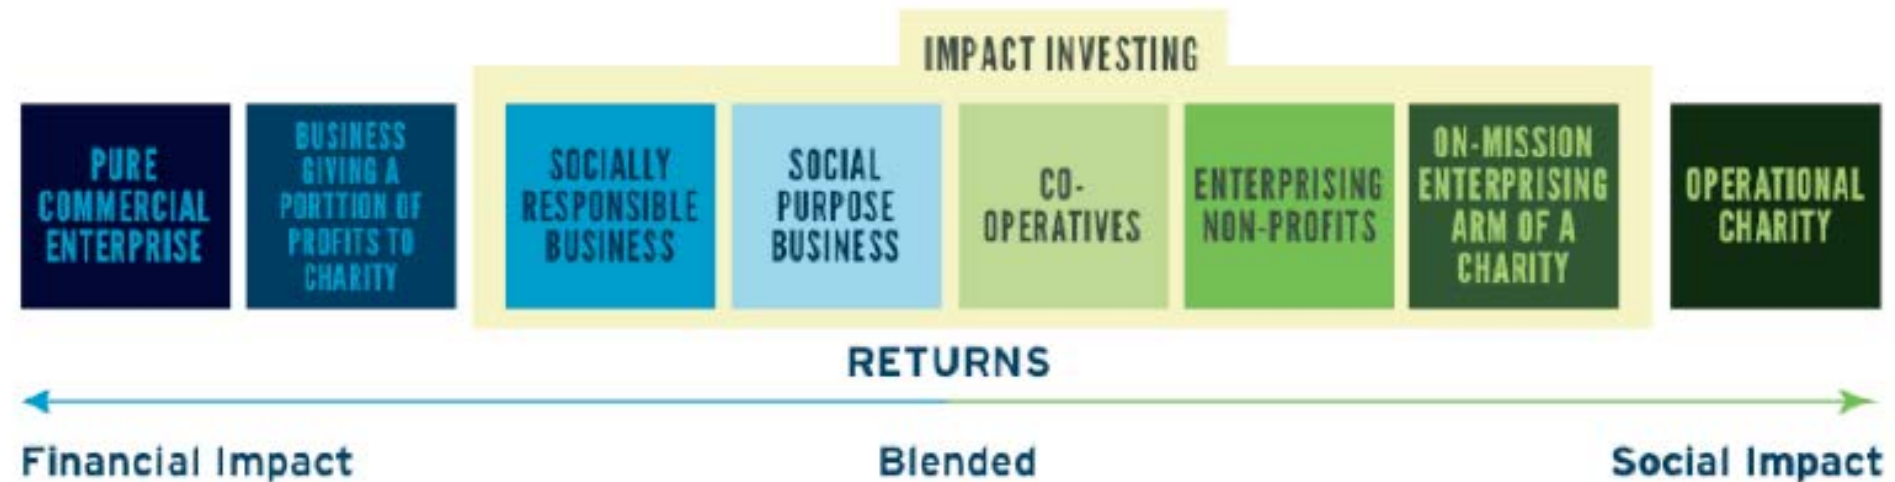 IMPACT INVESTING
PURE
COMMERCIAL
ENTERPRISE
BUSINESS
GIVING A
PORTTION OF
PROFITS TO
CHARITY
SOCIALLY
RESPONSIBLE
BUSINESS
SOCIAL
PURPOSE
BUSINESS
CO-
OPERATIVES
ENTERPRISING
NON-PROFITS
ON-MISSION
ENTERPRISING
ARM OF A
CHARITY
OPERATIONAL
CHARITY
RETURNS
Financial Impact
Blended
Social Impact